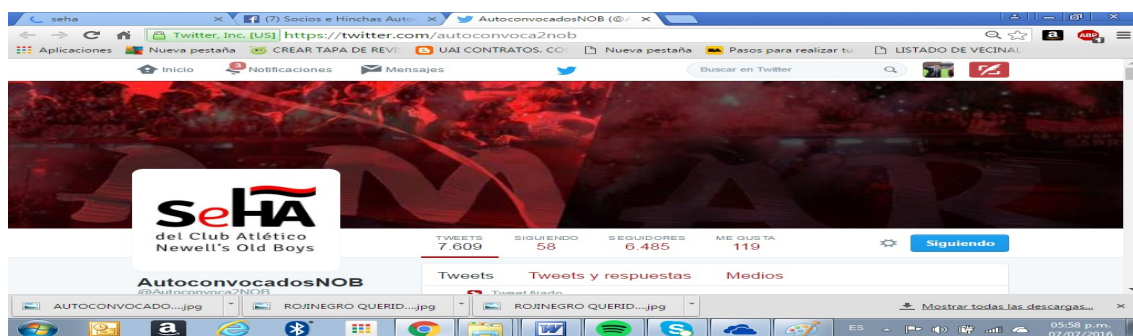 seha
(7) Socios e Hinchas Auto
AutoconvocadosNOB (@A
Twitter, Inc. [US] https://twitter.com/autoconvoca2nob
Aplicaciones Nueva pestaña CREAR TAPA DE REVI UAI CONTRATOS. CO Nueva pestaña Pasos para realizar tu LISTADO DE VECINAL
Inicio Notificaciones Mensajes Buscar en Twitter
AMAR
SeHA
del Club Atlético
Newell's Old Boys
TWEETS SIGUIENDO SEGUIDORES ME GUSTA
7.609 58 6.485 119
Siguiendo
AutoconvocadosNOB
@Autoconvoca2NOB
Tweets Tweets y respuestas Medios
Tweet fijado
AUTOCONVOCADO....jpg ROJINEGRO QUERID....jpg ROJINEGRO QUERID....jpg Mostrar todas las descargas...
ES 05:58 p.m.
07/07/2016